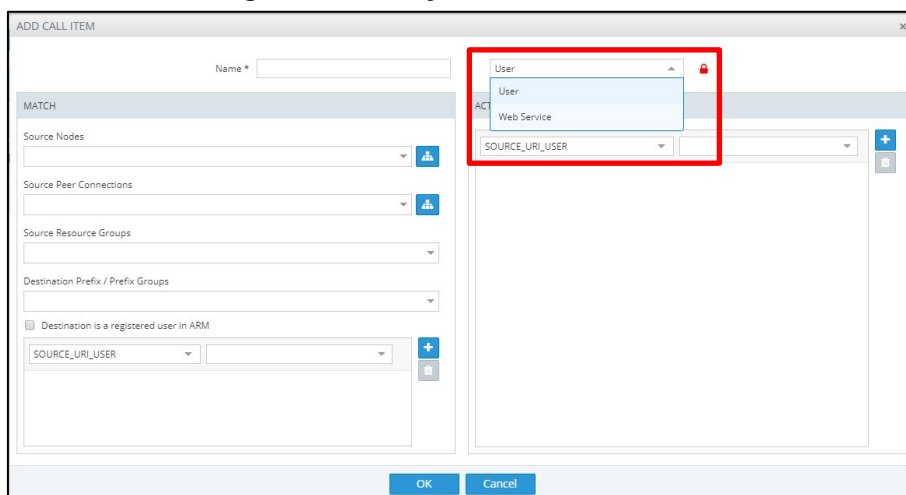 ADD CALL ITEM ×
Name *
User
User
Web Service
MATCH
ACT
Source Nodes
SOURCE_URI_USER
Source Peer Connections
Source Resource Groups
Destination Prefix / Prefix Groups
Destination is a registered user in ARM
SOURCE_URI_USER
OK Cancel